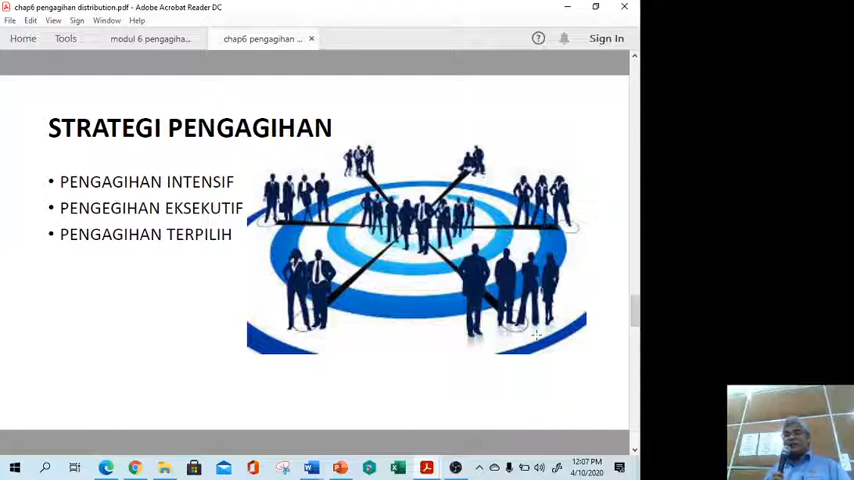 chap6 pengagihan distribution.pdf - Adobe Acrobat Reader DC
File Edit View Sign Window Help
Home Tools modul 6 pengagiha... chap6 pengagihan ... × Sign In
STRATEGI PENGAGIHAN
• PENGAGIHAN INTENSIF
• PENGEGIHAN EKSEKUTIF
• PENGAGIHAN TERPILIH
12:07 PM
4/10/2020